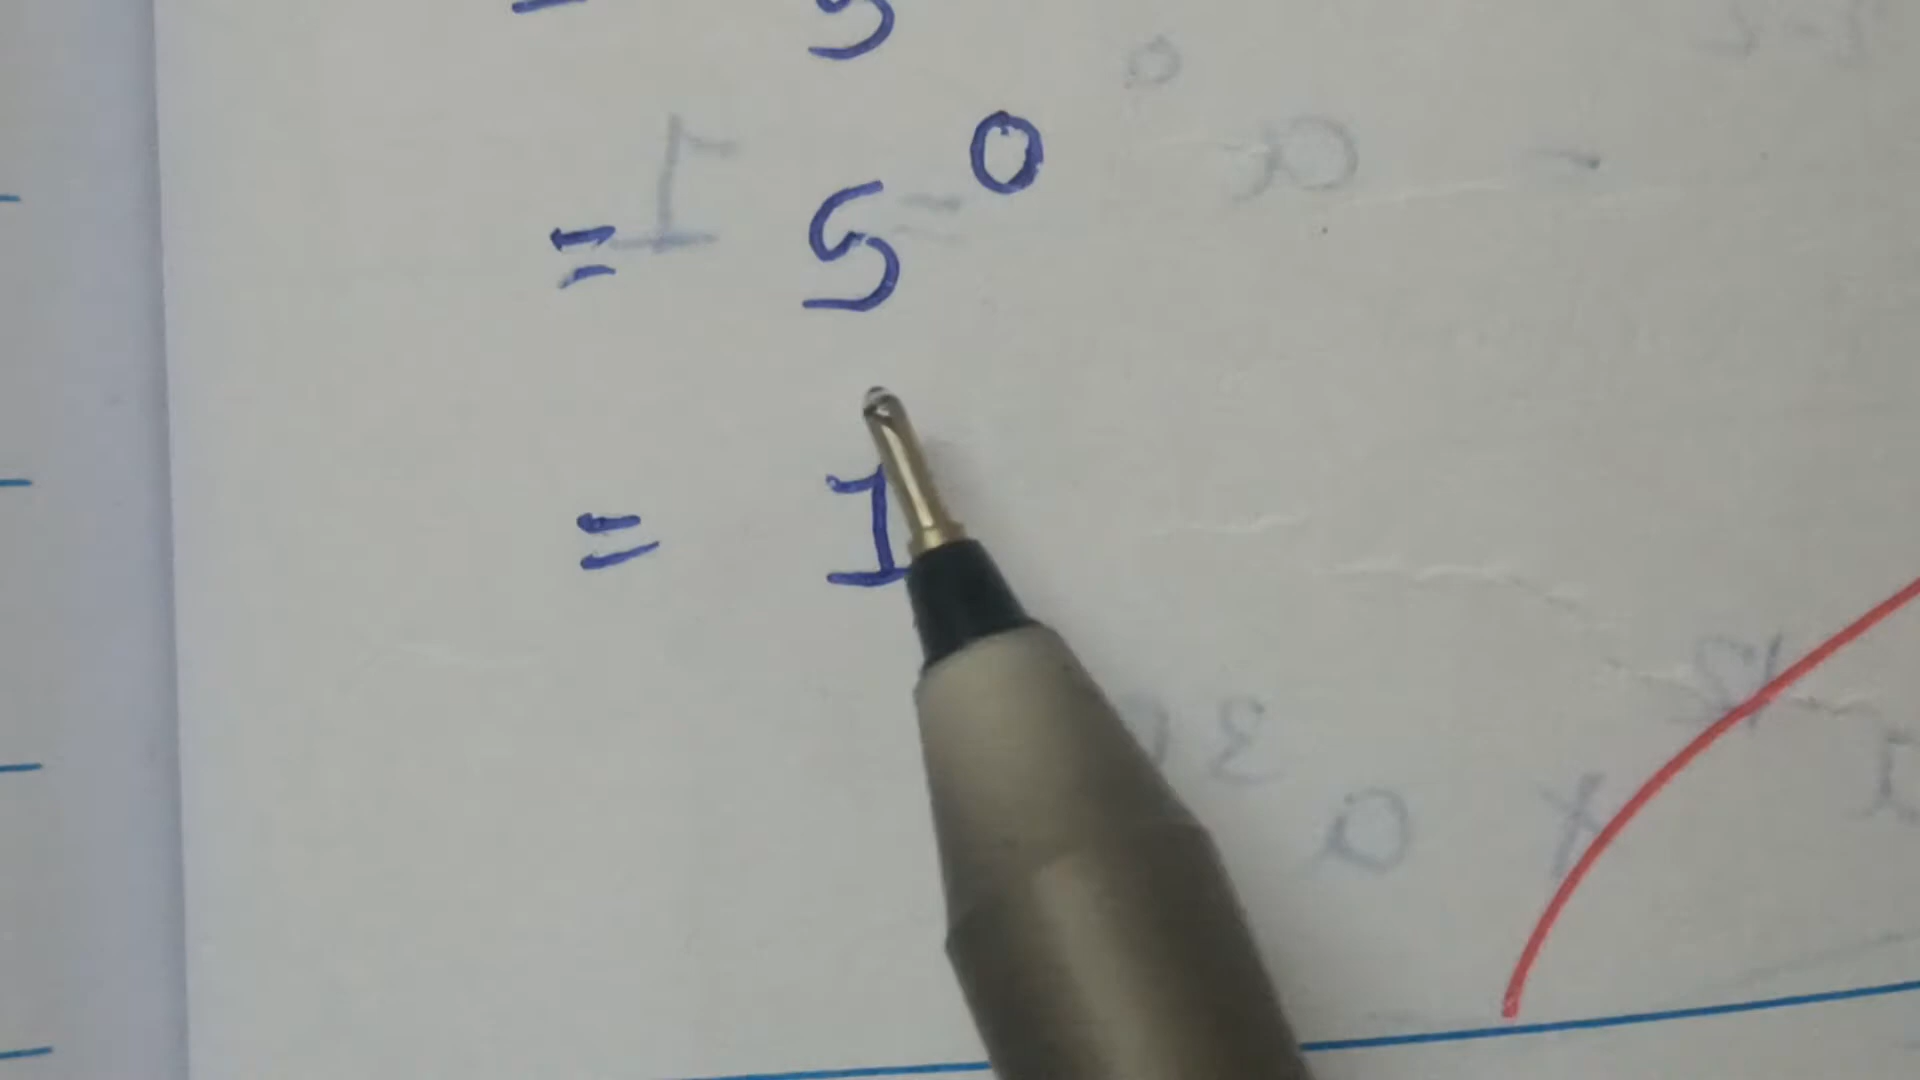 = 5
= 5⁰
= 1